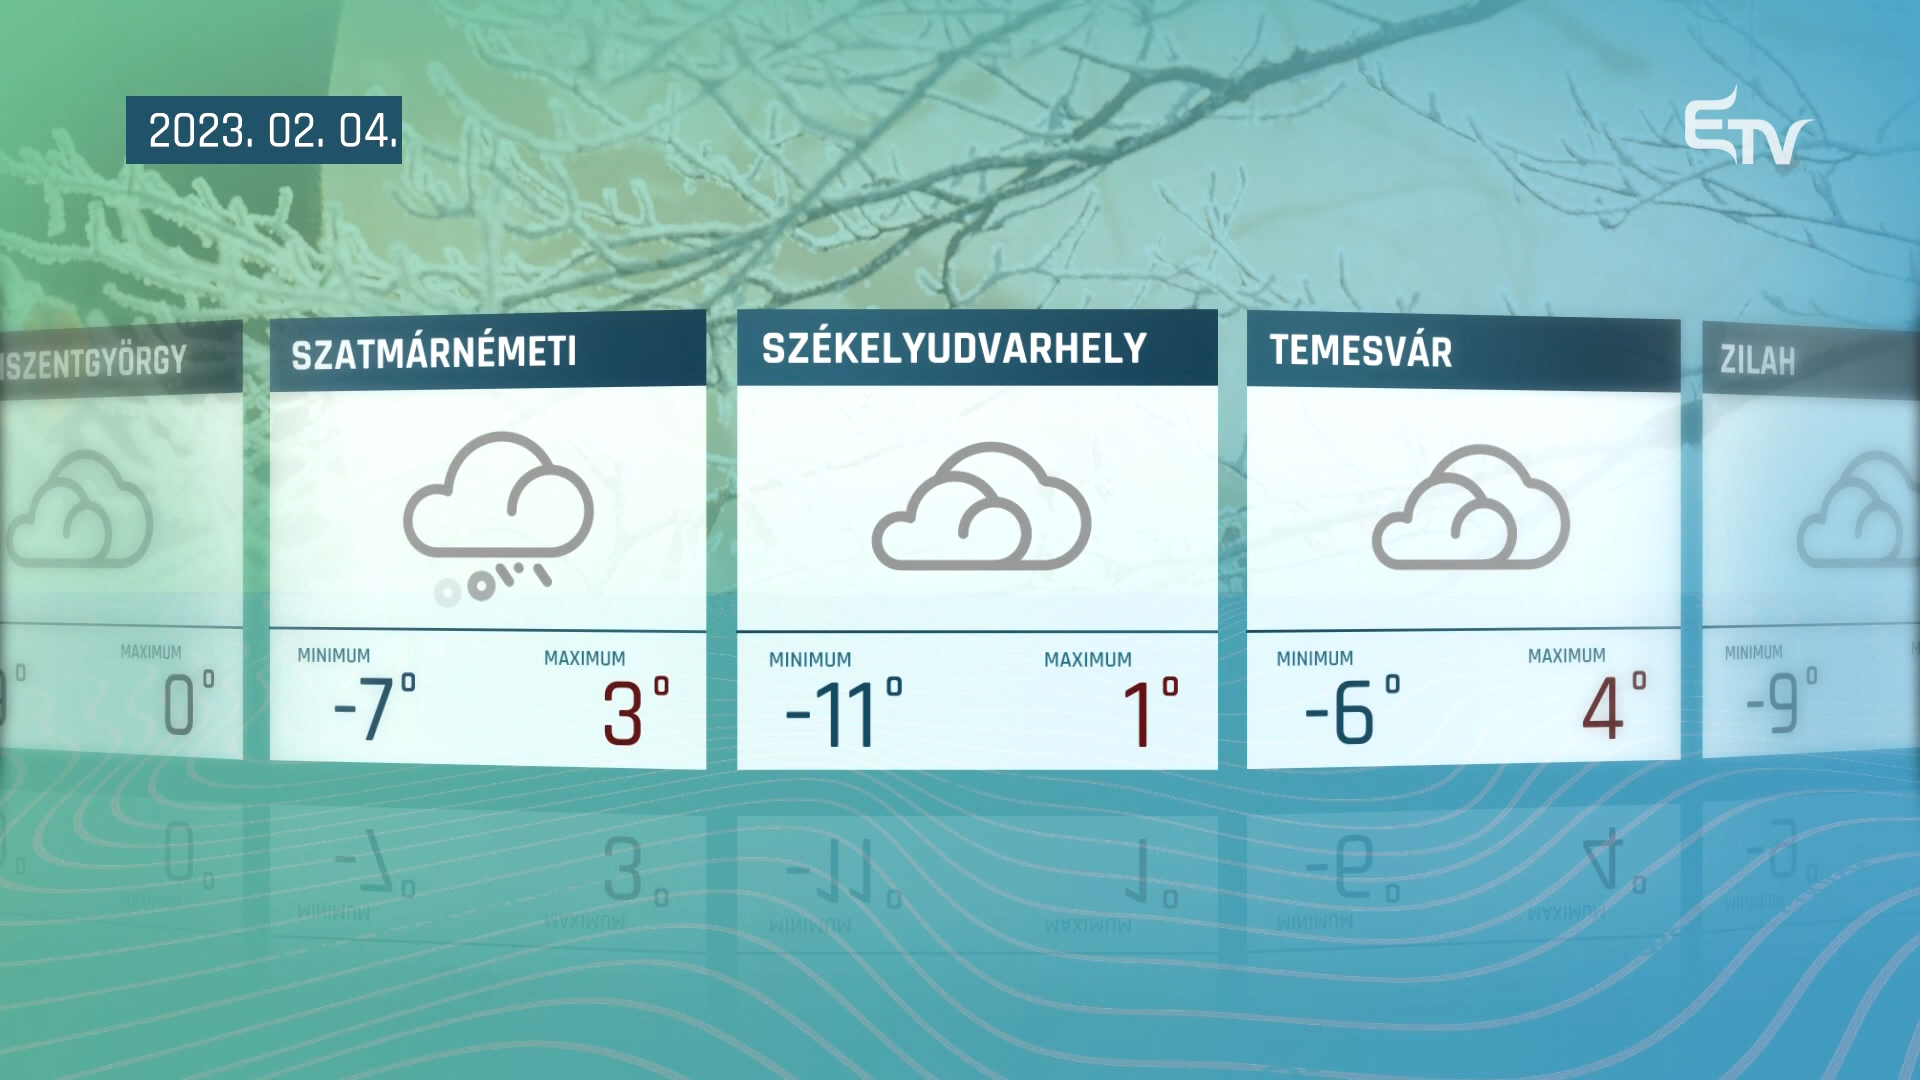 2023. 02. 04.
ETV
SZENTGYÖRGY
SZATMÁRNÉMETI
SZÉKELYUDVARHELY
TEMESVÁR
ZILAH
MAXIMUM
0°
MINIMUM MAXIMUM
-7° 3°
MINIMUM MAXIMUM
-11° 1°
MINIMUM MAXIMUM
-6° 4°
MINIMUM
-9°